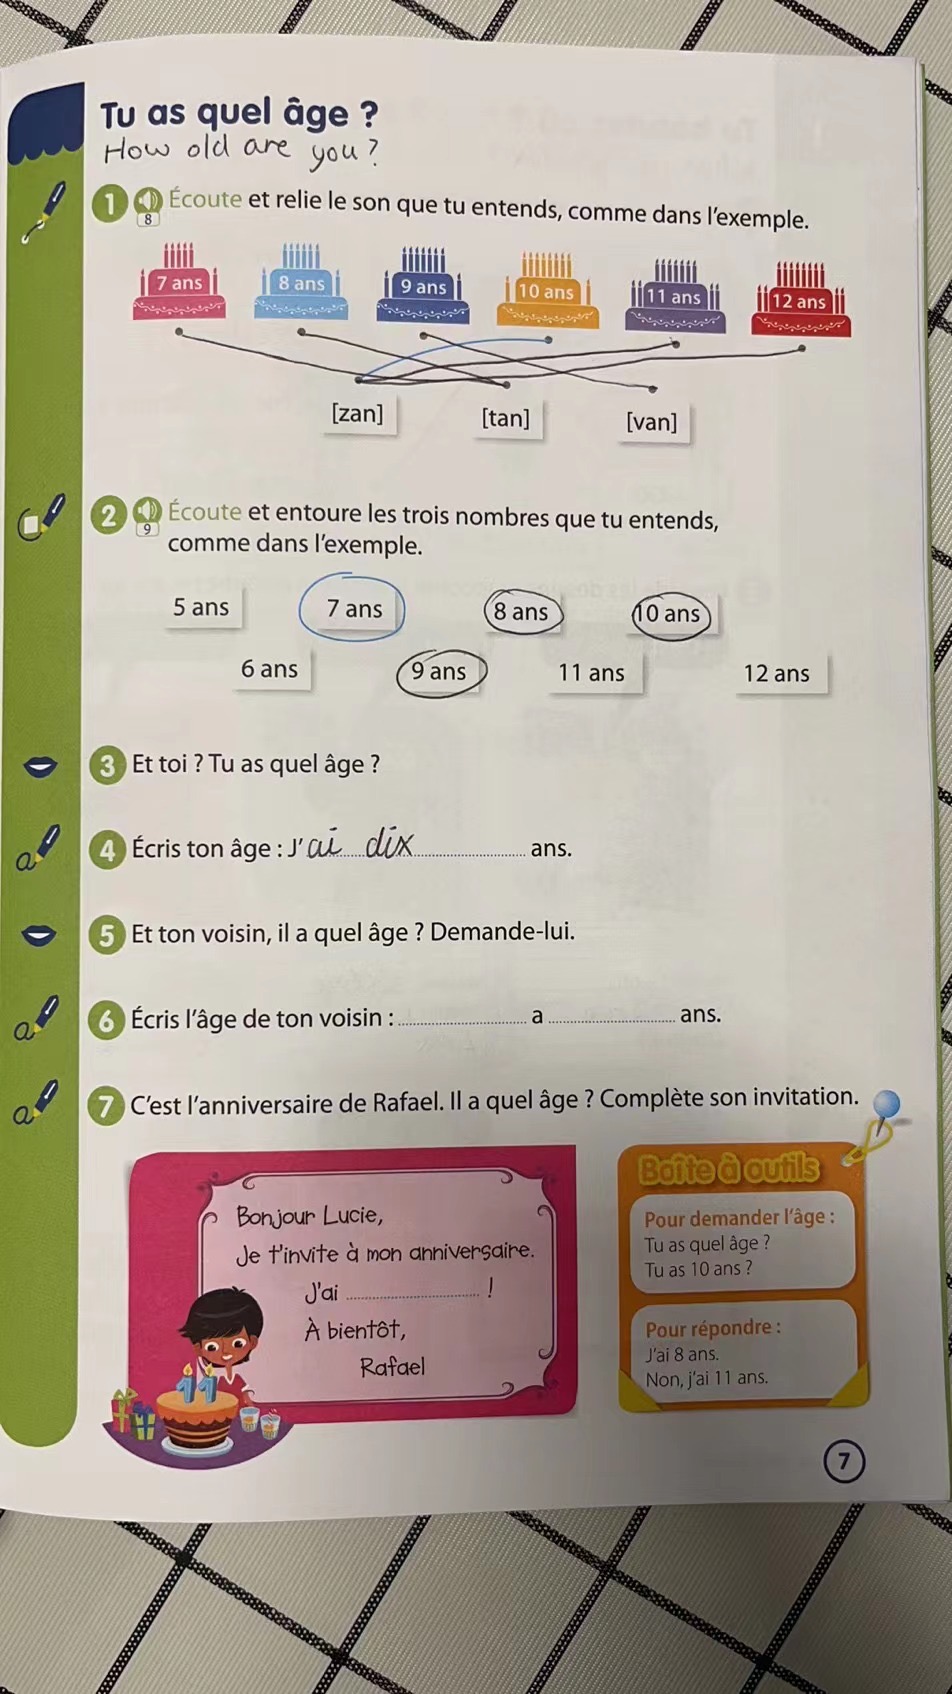 Tu as quel âge ?
How old are you?
1 Écoute et relie le son que tu entends, comme dans l'exemple.
8
7 ans 8 ans 9 ans 10 ans 11 ans 12 ans
[zan] [tan] [van]
2 Écoute et entoure les trois nombres que tu entends,
9
comme dans l'exemple.
5 ans 7 ans 8 ans 10 ans
6 ans 9 ans 11 ans 12 ans
3 Et toi ? Tu as quel âge ?
4 Écris ton âge : J'ai dix ans.
5 Et ton voisin, il a quel âge ? Demande-lui.
6 Écris l'âge de ton voisin : a ans.
7 C'est l'anniversaire de Rafael. Il a quel âge ? Complète son invitation.
Bonjour Lucie,
Je t'invite à mon anniversaire.
J'ai !
À bientôt,
Rafael
11
Boîte à outils
Pour demander l'âge :
Tu as quel âge ?
Tu as 10 ans ?
Pour répondre :
J'ai 8 ans.
Non, j'ai 11 ans.
7